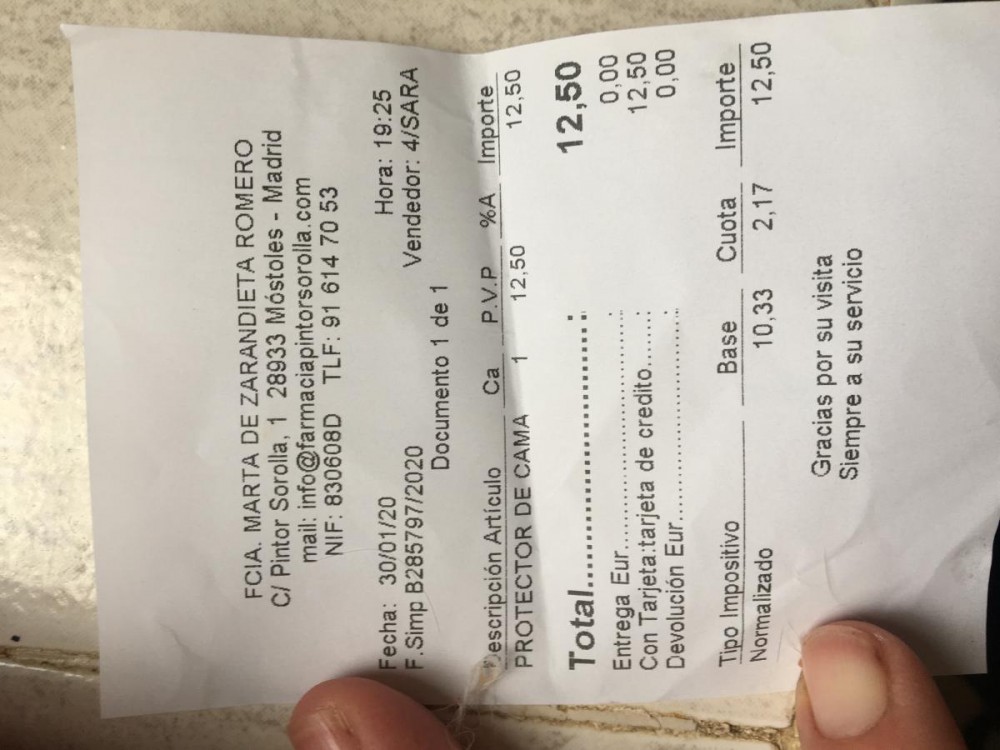 FCIA. MARTA DE ZARANDIETA ROMERO
C/ Pintor Sorolla, 1 28933 Móstoles - Madrid
mail: info@farmaciapintorsorolla.com
NIF: 830608D TLF: 91 614 70 53
Fecha: 30/01/20 Hora: 19:25
F.Simp B285797/2020 Vendedor: 4/SARA
Documento 1 de 1
Descripción Artículo Ca P.V.P %A Importe
PROTECTOR DE CAMA 1 12,50 12,50
Total.............................. 12,50
Entrega Eur........................ 0,00
Con Tarjeta:tarjeta de credito....... 12,50
Devolución Eur........................ 0,00
Tipo Impositivo Base Cuota Importe
Normalizado 10,33 2,17 12,50
Gracias por su visita
Siempre a su servicio